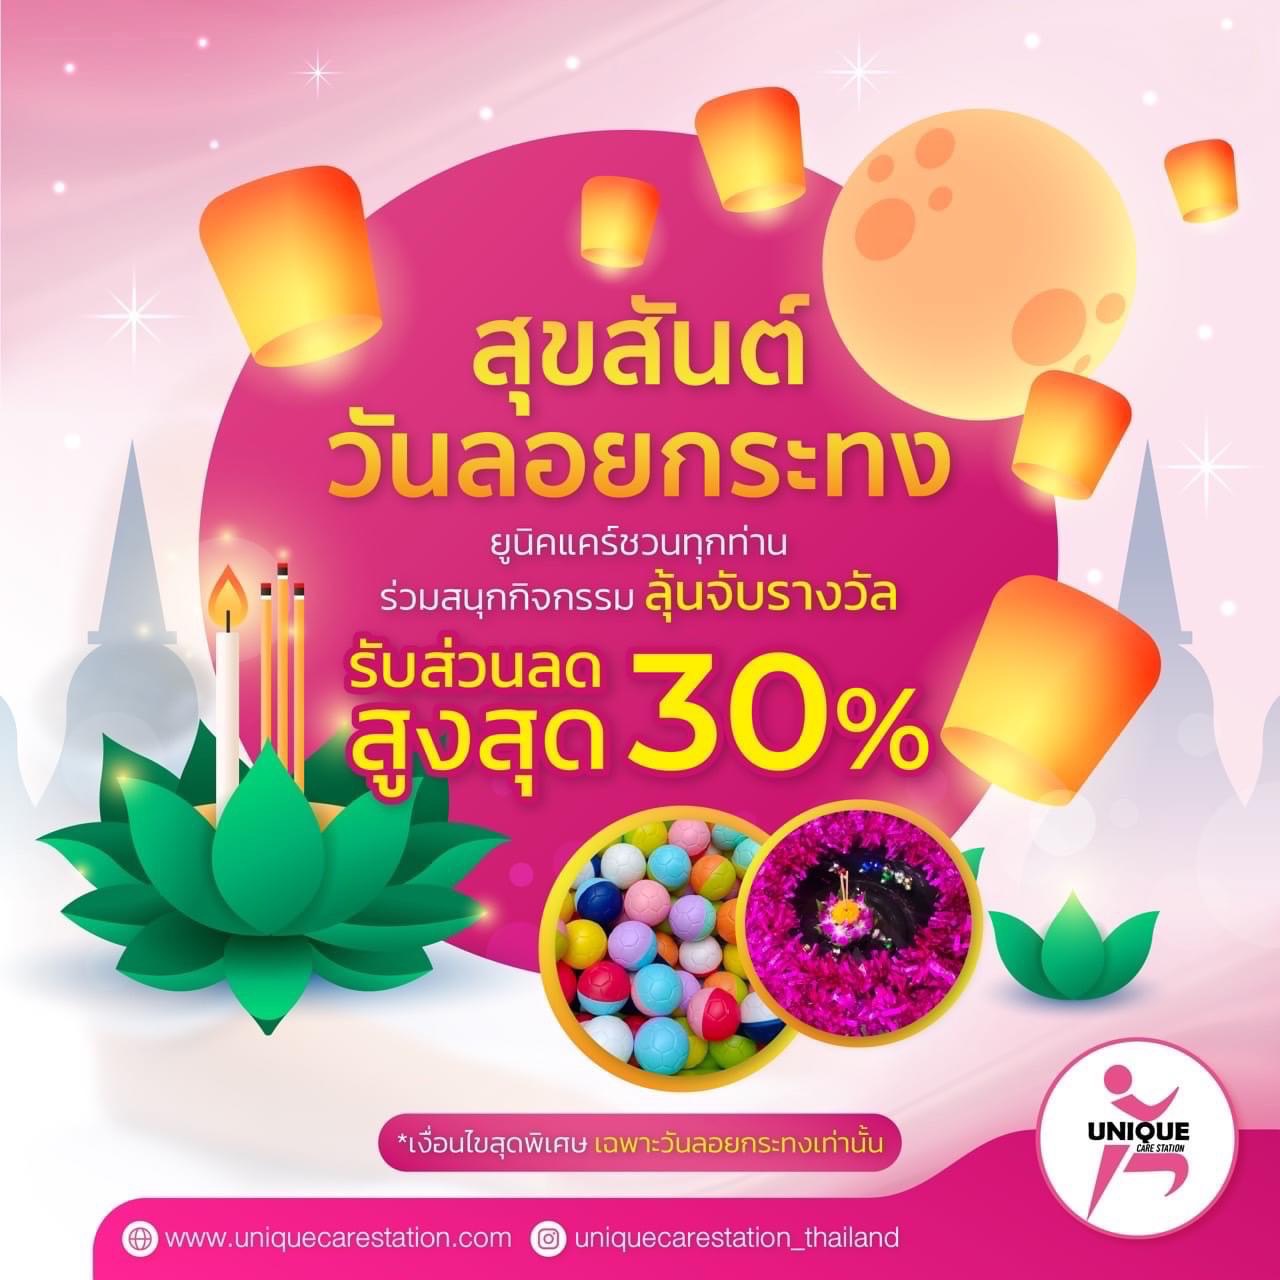 สุขสันต์
วันลอยกระทง
ยูนิคแคร์ชวนทุกท่าน
ร่วมสนุกกิจกรรม ลุ้นจับรางวัล
รับส่วนลด
สูงสุด 30%
*เงื่อนไขสุดพิเศษ เฉพาะวันลอยกระทงเท่านั้น
UNIQUE
CARE STATION
www.uniquecarestation.com uniquecarestation_thailand